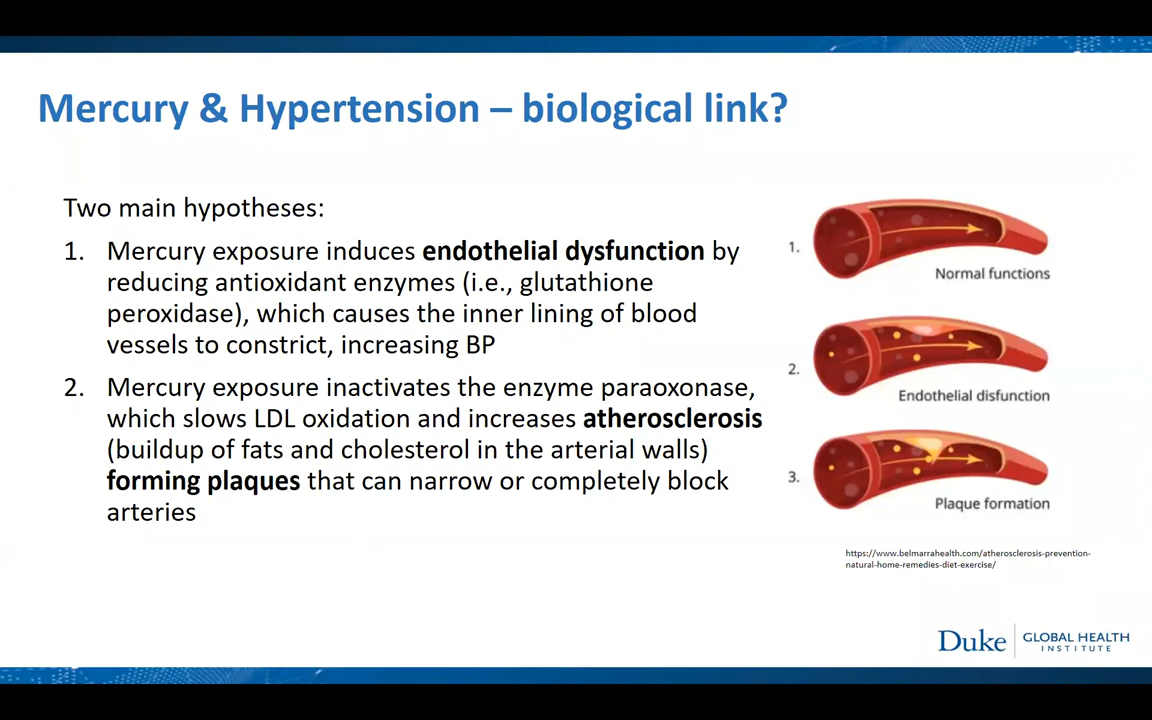 Mercury & Hypertension – biological link?
Two main hypotheses:
1. Mercury exposure induces endothelial dysfunction by
reducing antioxidant enzymes (i.e., glutathione
peroxidase), which causes the inner lining of blood
vessels to constrict, increasing BP
2. Mercury exposure inactivates the enzyme paraoxonase,
which slows LDL oxidation and increases atherosclerosis
(buildup of fats and cholesterol in the arterial walls)
forming plaques that can narrow or completely block
arteries
1.
Normal functions
2.
Endothelial disfunction
3.
Plaque formation
https://www.belmarrahealth.com/atherosclerosis-prevention-
natural-home-remedies-diet-exercise/
Duke GLOBAL HEALTH
INSTITUTE